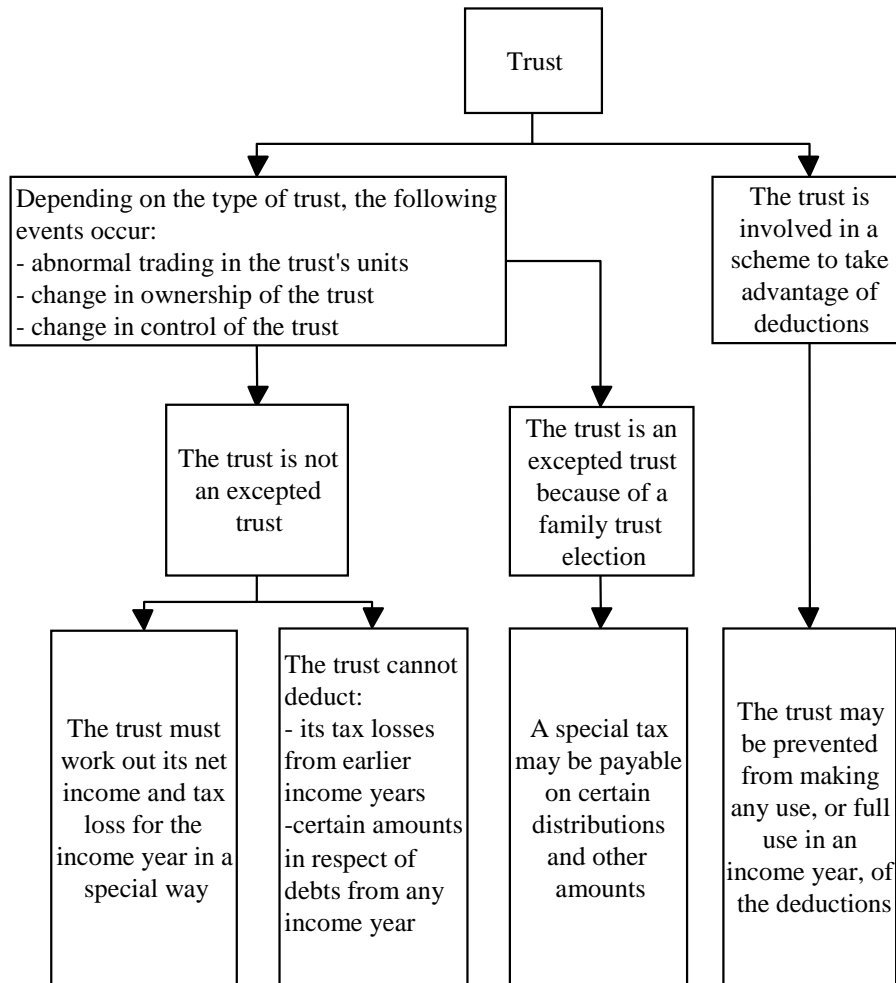 Trust
Depending on the type of trust, the following
events occur:
- abnormal trading in the trust's units
- change in ownership of the trust
- change in control of the trust
The trust is
involved in a
scheme to take
advantage of
deductions
The trust is not
an excepted
trust
The trust is an
excepted trust
because of a
family trust
election
The trust must
work out its net
income and tax
loss for the
income year in a
special way
The trust cannot
deduct:
- its tax losses
from earlier
income years
-certain amounts
in respect of
debts from any
income year
A special tax
may be payable
on certain
distributions
and other
amounts
The trust may
be prevented
from making
any use, or full
use in an
income year, of
the deductions